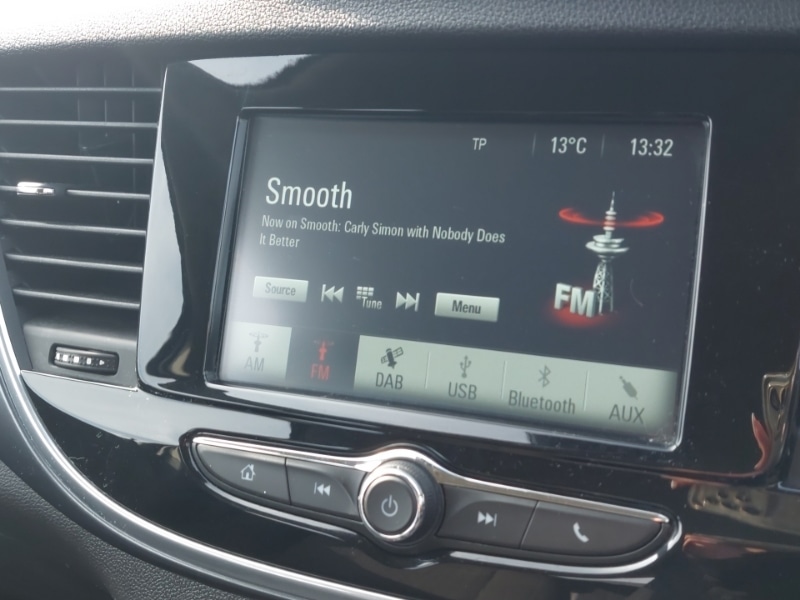 TP 13°C 13:32
Smooth
Now on Smooth: Carly Simon with Nobody Does
It Better
Source Tune Menu
FM
AM FM DAB USB Bluetooth AUX